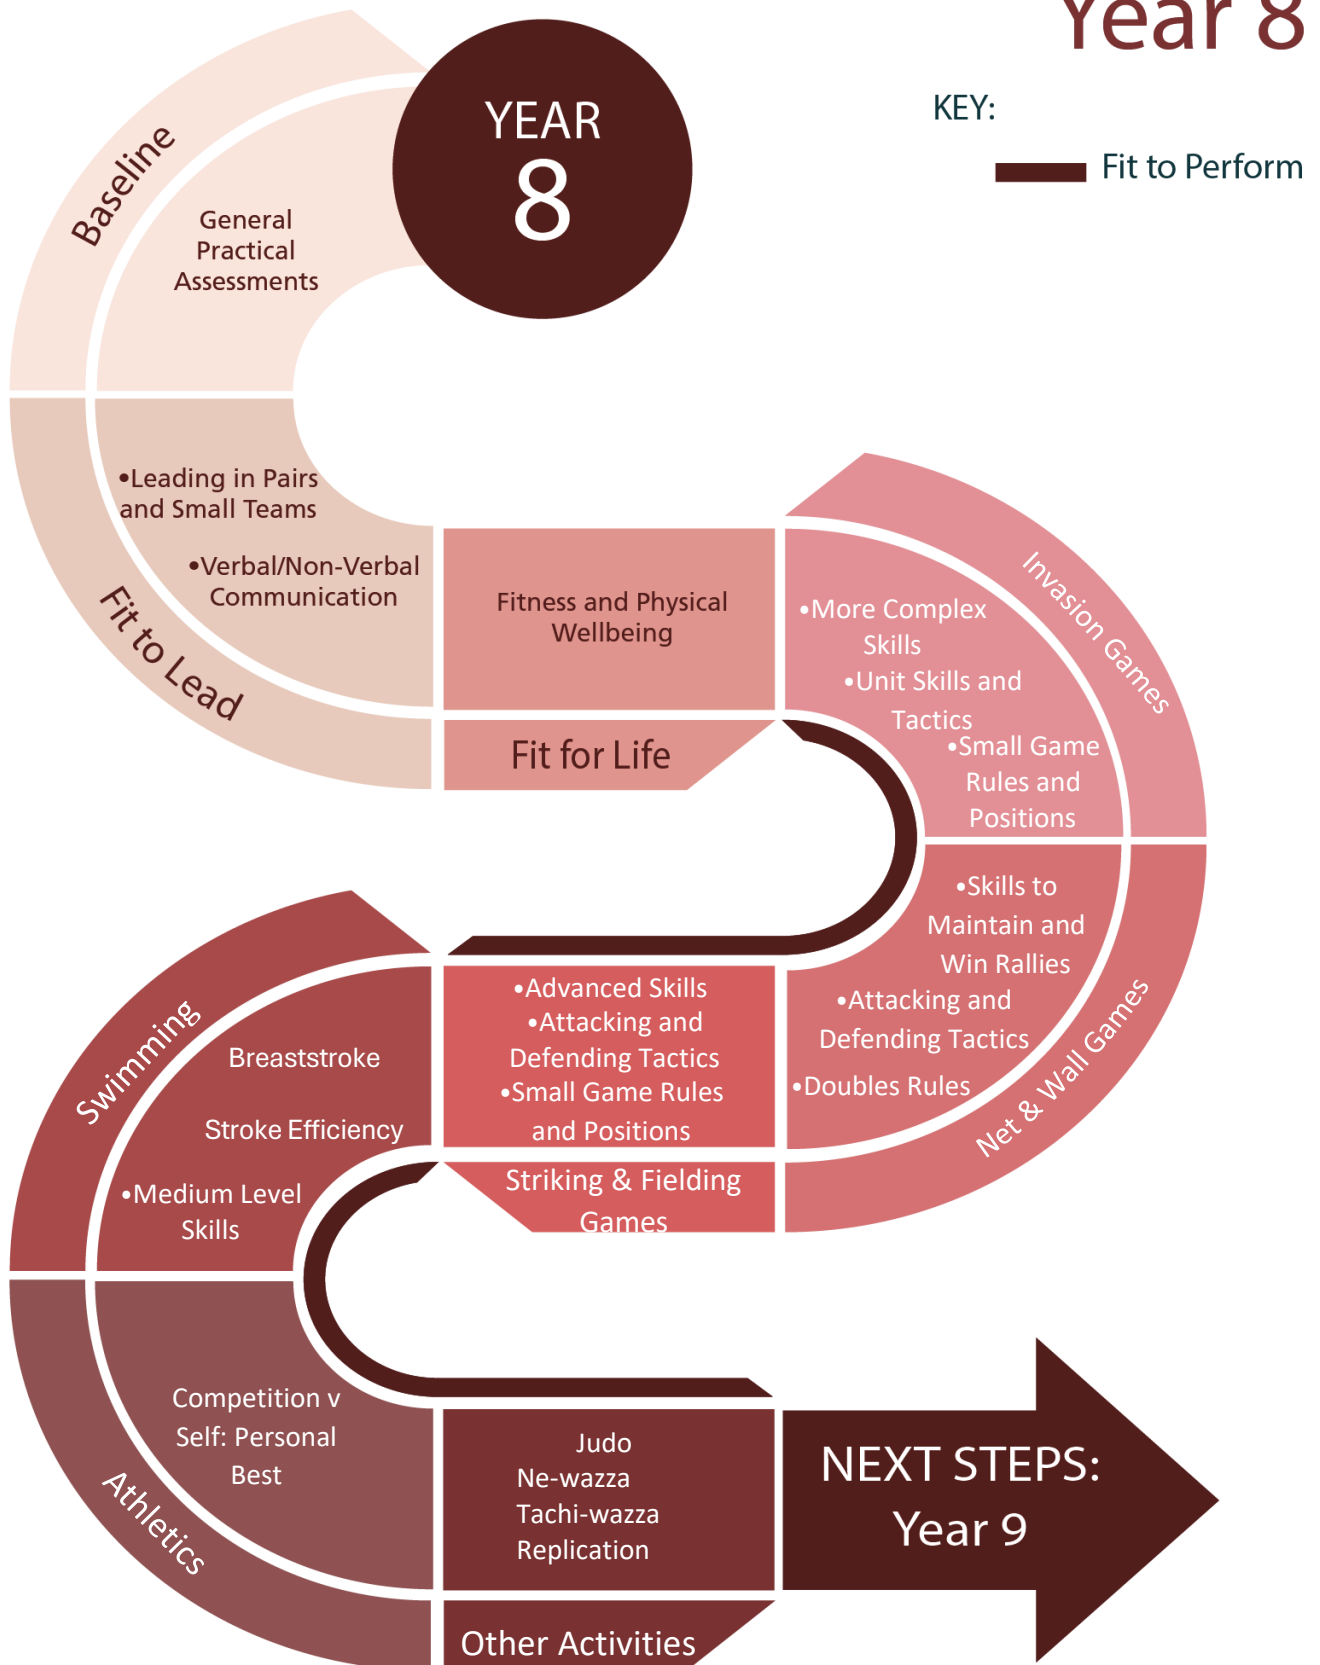 Year 8
KEY:
Fit to Perform
YEAR
8
Baseline
General
Practical
Assessments
Fit to Lead
•Leading in Pairs
and Small Teams
•Verbal/Non-Verbal
Communication
Fitness and Physical
Wellbeing
Fit for Life
Invasion Games
•More Complex
Skills
•Unit Skills and
Tactics
•Small Game
Rules and
Positions
Net & Wall Games
•Skills to
Maintain and
Win Rallies
•Attacking and
Defending Tactics
•Doubles Rules
•Advanced Skills
•Attacking and
Defending Tactics
•Small Game Rules
and Positions
Striking & Fielding
Games
Swimming
Breaststroke
Stroke Efficiency
•Medium Level
Skills
Athletics
Competition v
Self: Personal
Best
Judo
Ne-wazza
Tachi-wazza
Replication
Other Activities
NEXT STEPS:
Year 9